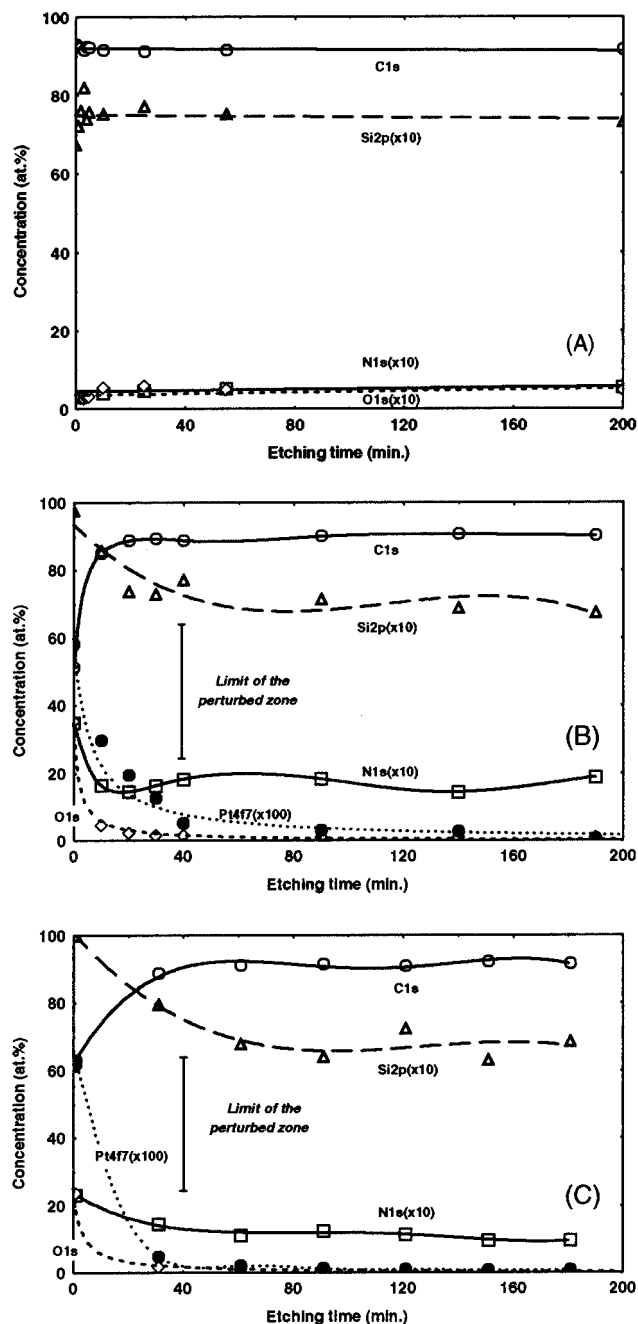 100
80
60
40
20
0
Concentration (at.%)
C1s
Si2p(x10)
N1s(x10)
O1s(x10)
(A)
0 40 80 120 160 200
Etching time (min.)
100
80
60
40
20
0
Concentration (at.%)
C1s
Si2p(x10)
Limit of the
perturbed zone
(B)
N1s(x10)
O1s
Pt4f7(x100)
0 40 80 120 160 200
Etching time (min.)
100
80
60
40
20
0
Concentration (at.%)
C1s
Si2p(x10)
Limit of the
perturbed zone
Pt4f7(x100)
(C)
N1s(x10)
O1s
0 40 80 120 160 200
Etching time (min.)